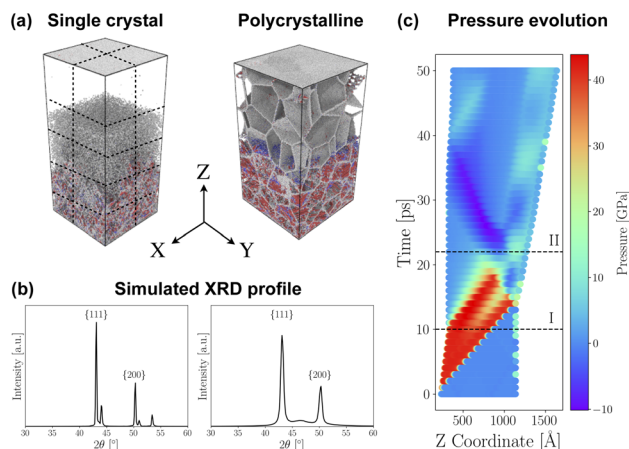 (a) Single crystal Polycrystalline
Z
X Y
(b) Simulated XRD profile
{111}
{200}
Intensity [a.u.]
30 35 40 45 50 55 60
2θ [°]
{111}
{200}
Intensity [a.u.]
30 35 40 45 50 55 60
2θ [°]
(c) Pressure evolution
50
40
30
20
10
0
Time [ps]
II
I
500 1000 1500
Z Coordinate [Å]
40
30
20
10
0
−10
Pressure [GPa]